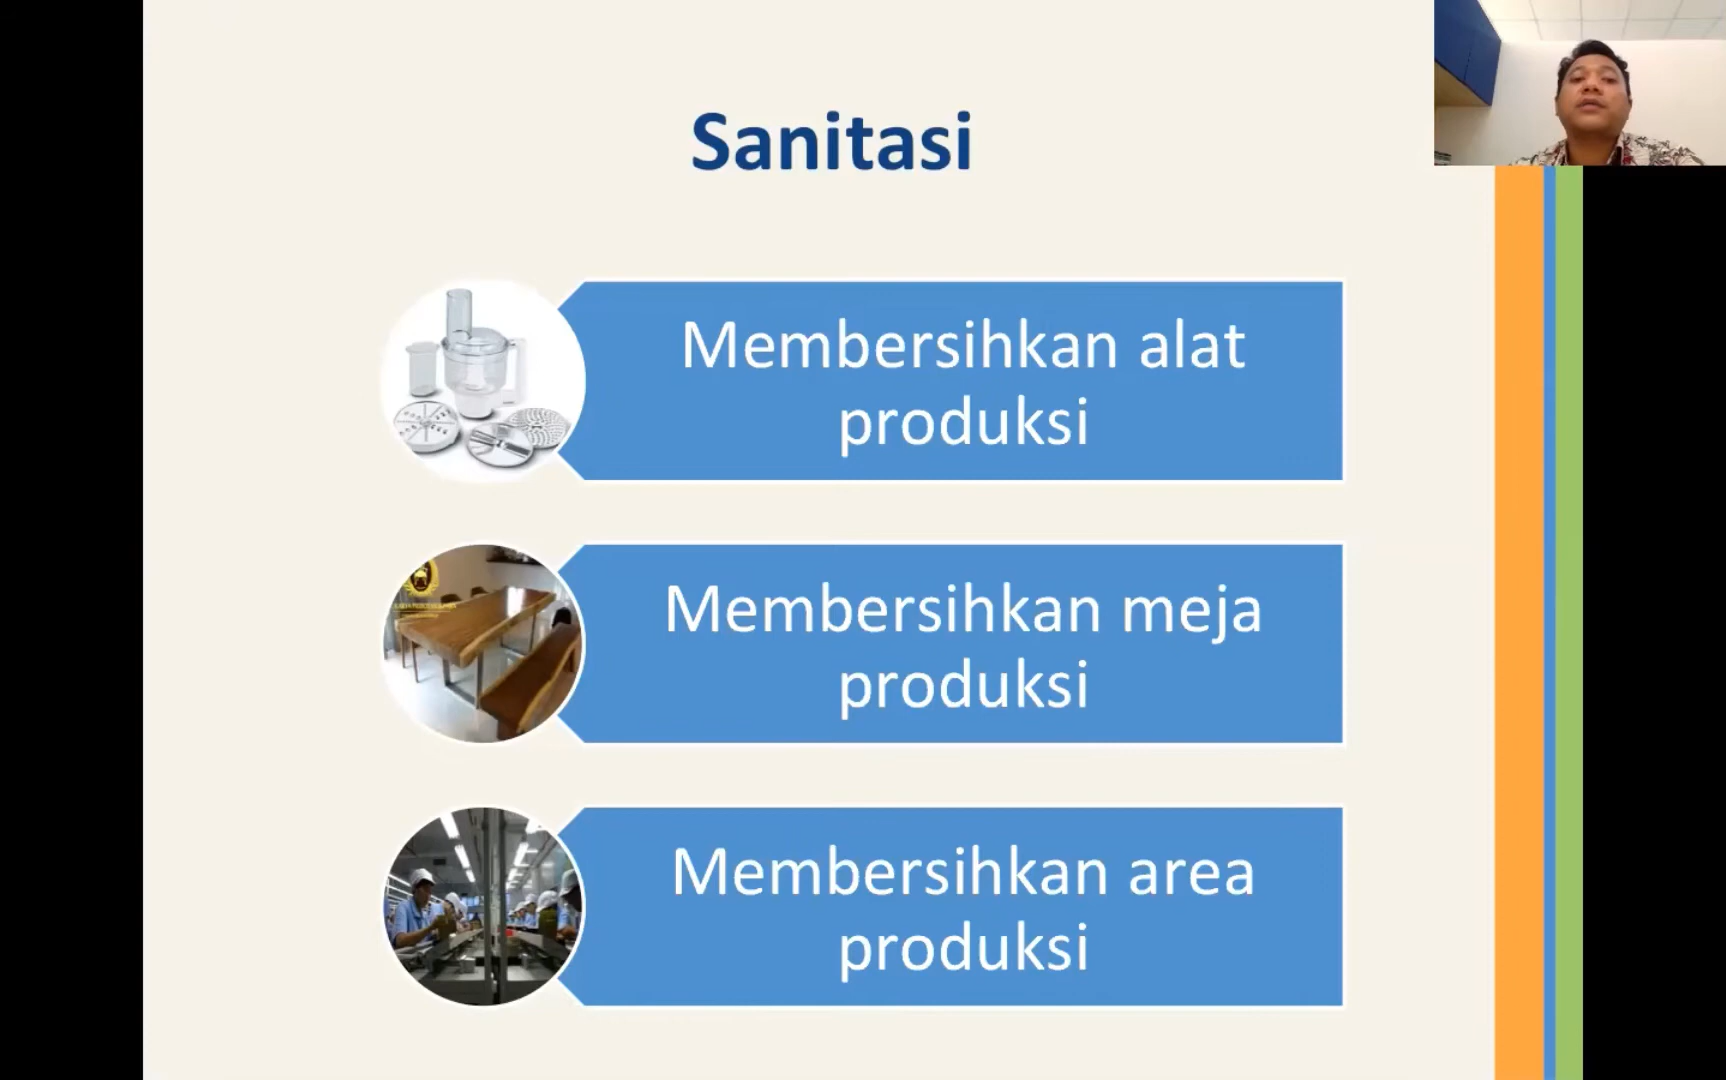 Sanitasi
Membersihkan alat
produksi
Membersihkan meja
produksi
Membersihkan area
produksi